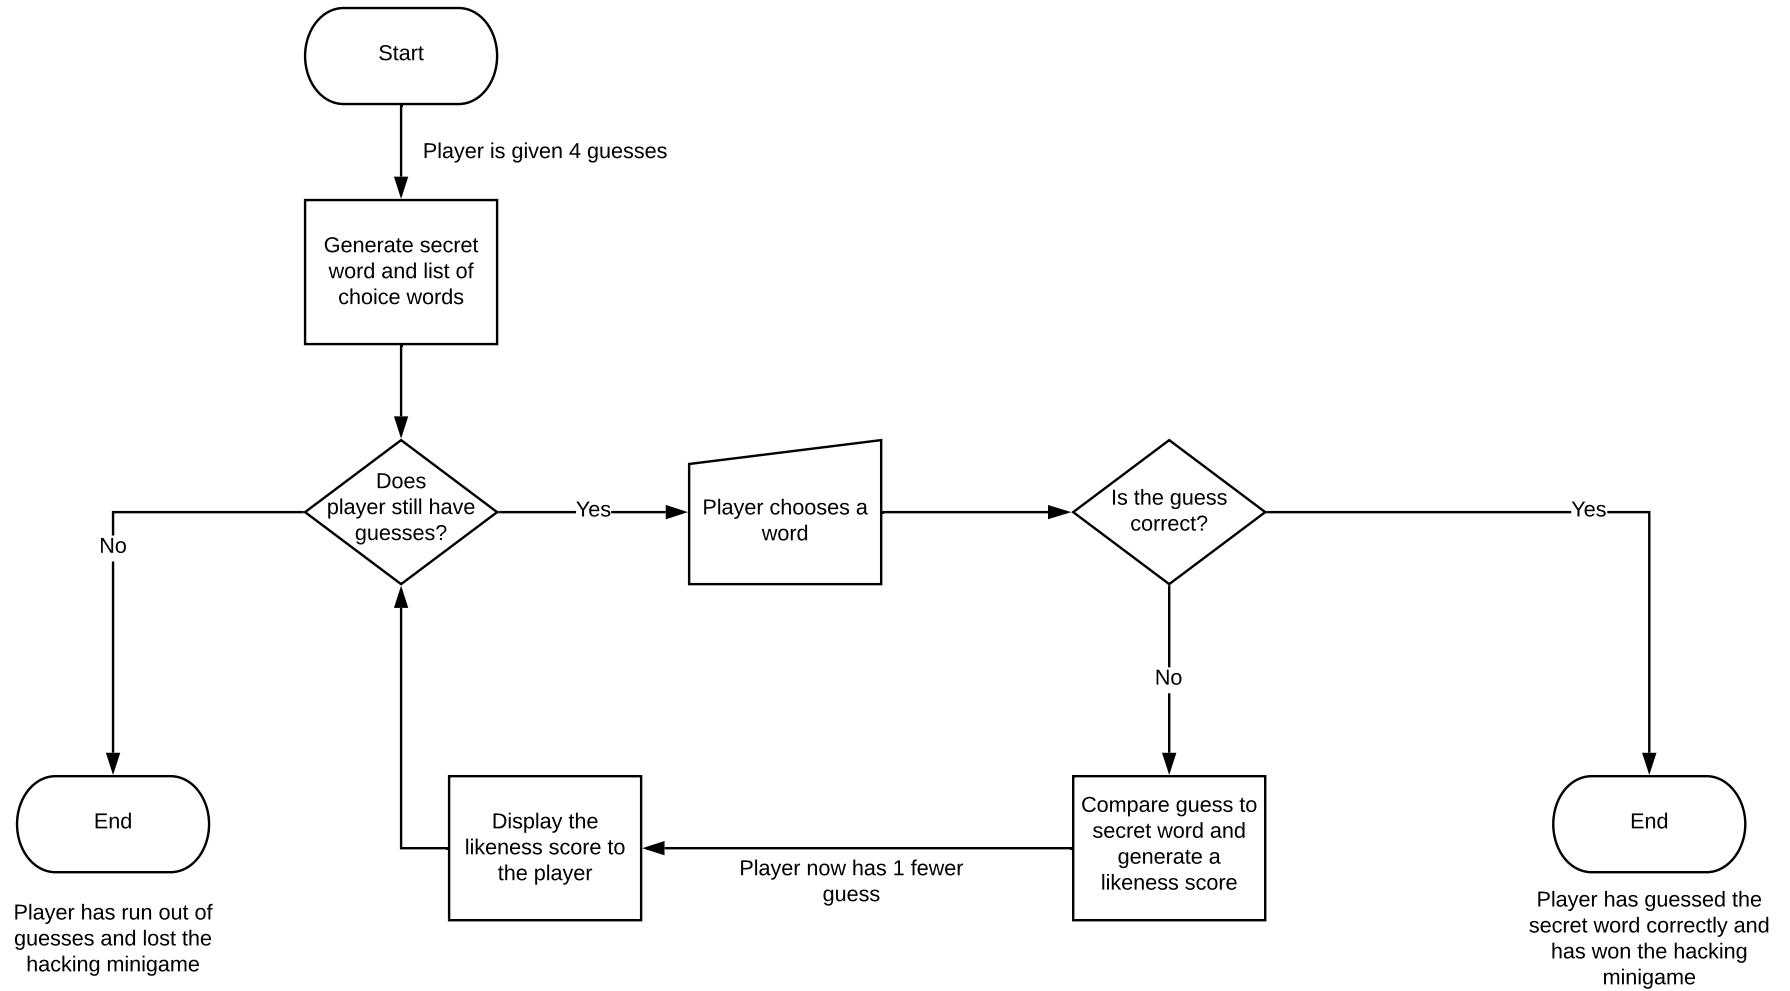 Start
Player is given 4 guesses
Generate secret
word and list of
choice words
Does
player still have
guesses?
Yes
Player chooses a
word
Is the guess
correct?
Yes
No
No
Compare guess to
secret word and
generate a
likeness score
Player now has 1 fewer
guess
Display the
likeness score to
the player
End
Player has run out of
guesses and lost the
hacking minigame
End
Player has guessed the
secret word correctly and
has won the hacking
minigame